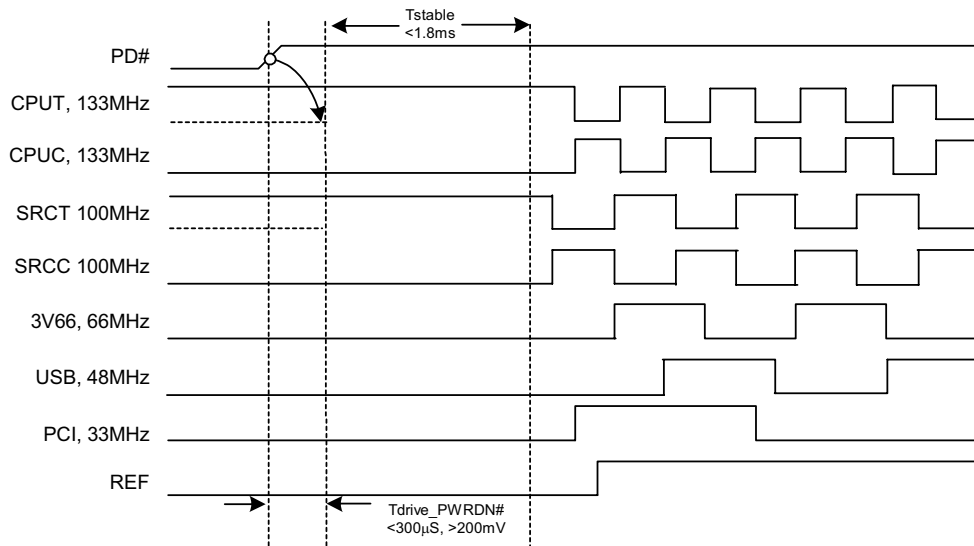 Tstable
<1.8ms
PD#
CPUT, 133MHz
CPUC, 133MHz
SRCT 100MHz
SRCC 100MHz
3V66, 66MHz
USB, 48MHz
PCI, 33MHz
REF
Tdrive_PWRDN#
<300µS, >200mV